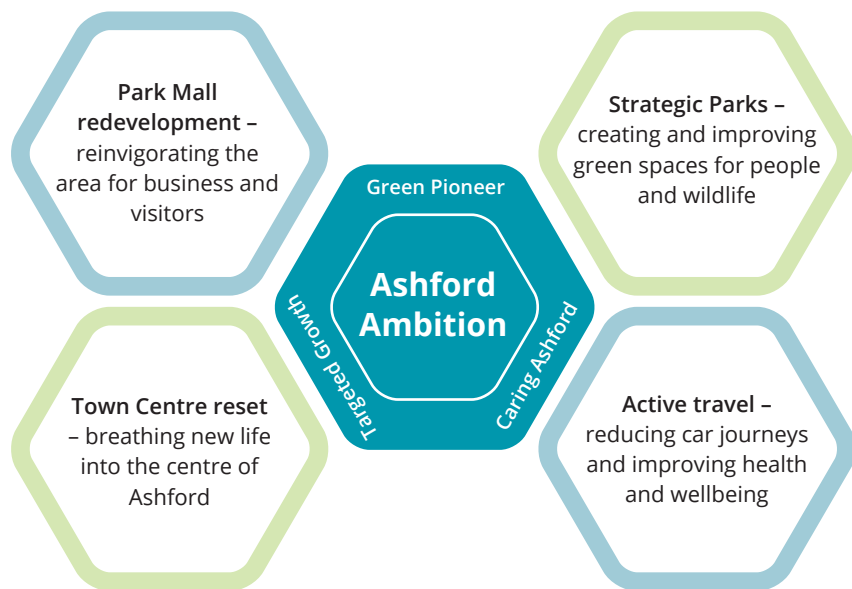 Park Mall
redevelopment –
reinvigorating the
area for business and
visitors
Strategic Parks –
creating and improving
green spaces for people
and wildlife
Green Pioneer
Ashford
Ambition
Targeted Growth
Caring Ashford
Town Centre reset
– breathing new life
into the centre of
Ashford
Active travel –
reducing car journeys
and improving health
and wellbeing